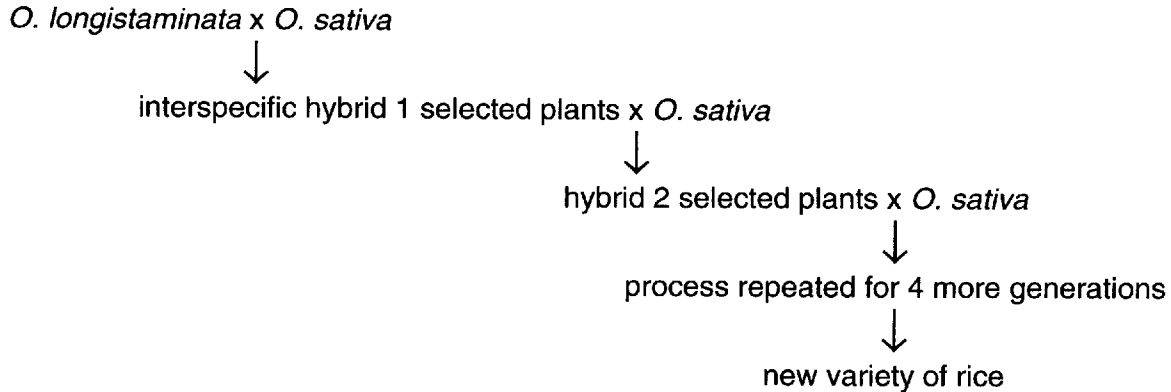 O. longistaminata x O. sativa
interspecific hybrid 1 selected plants x O. sativa
hybrid 2 selected plants x O. sativa
process repeated for 4 more generations
new variety of rice